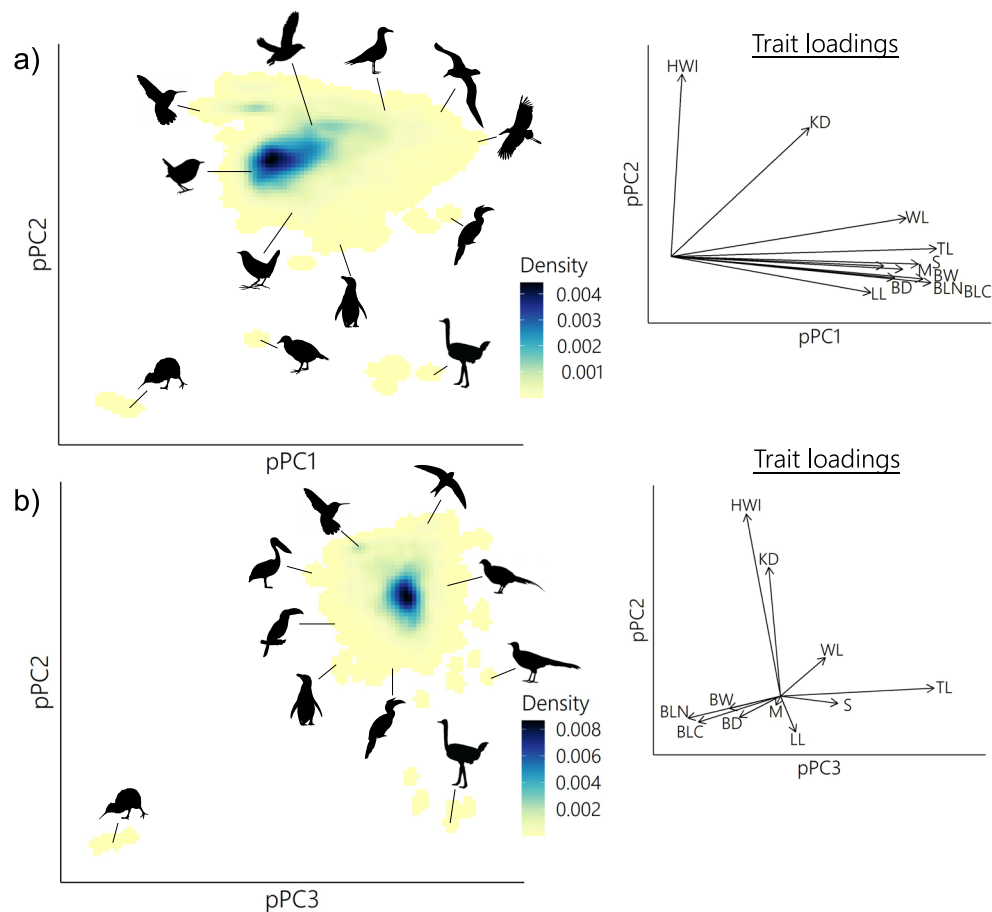 a)
pPC2
pPC1
Density
0.004
0.003
0.002
0.001
Trait loadings
HWI
KD
WL
TL
S
M
BW
LL
BD
BLN
BLC
pPC2
pPC1
b)
pPC2
pPC3
Density
0.008
0.006
0.004
0.002
Trait loadings
HWI
KD
WL
TL
BW
M
S
BLN
BLC
BD
LL
pPC2
pPC3